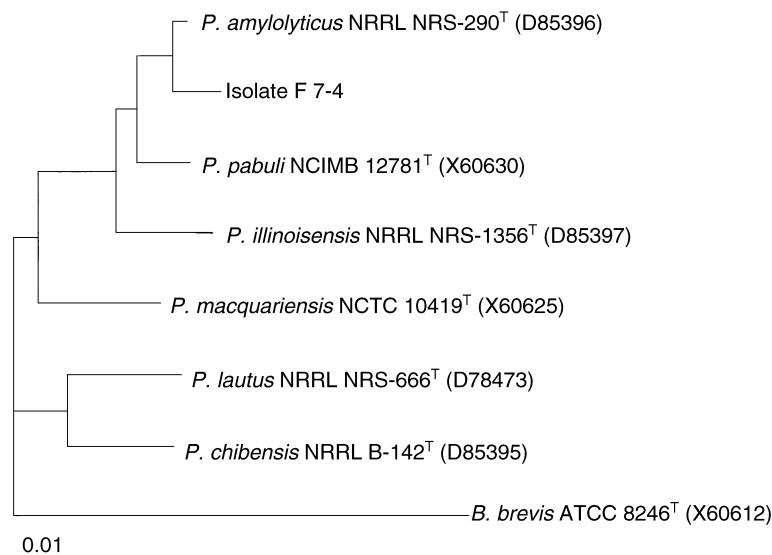 P. amylolyticus NRRL NRS-290ᵀ (D85396)
Isolate F 7-4
P. pabuli NCIMB 12781ᵀ (X60630)
P. illinoisensis NRRL NRS-1356ᵀ (D85397)
P. macquariensis NCTC 10419ᵀ (X60625)
P. lautus NRRL NRS-666ᵀ (D78473)
P. chibensis NRRL B-142ᵀ (D85395)
B. brevis ATCC 8246ᵀ (X60612)
0.01